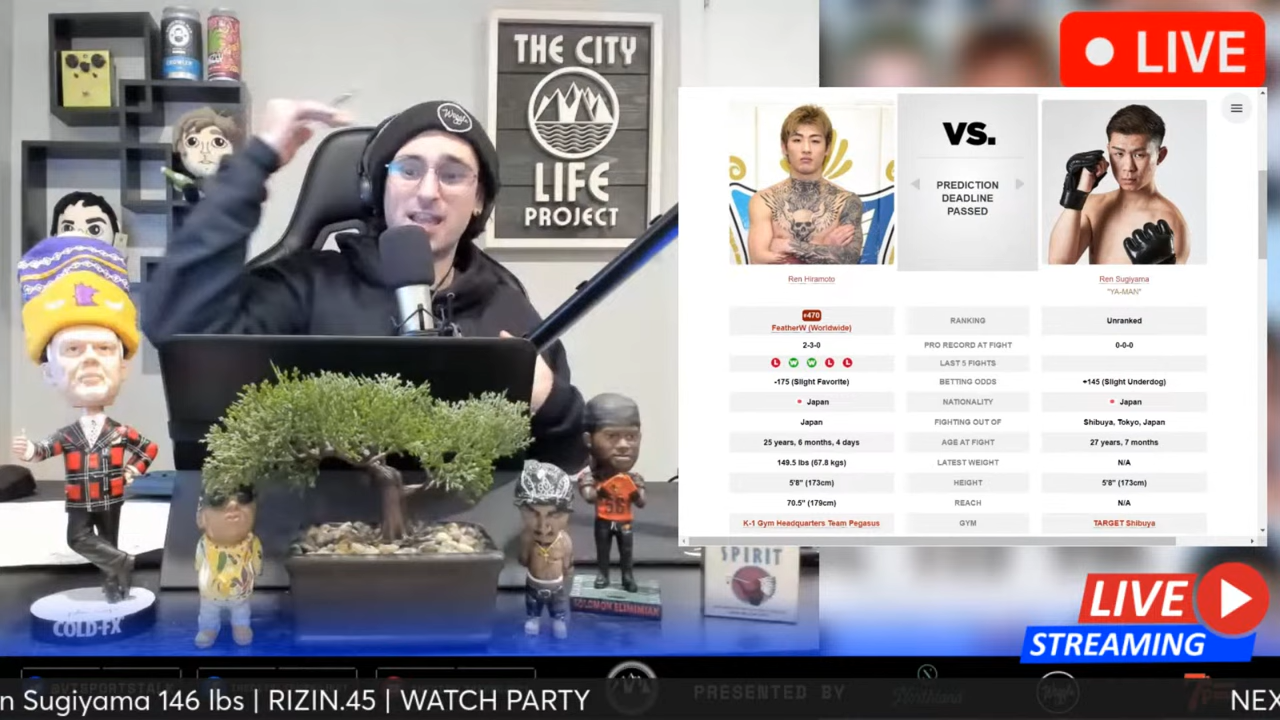 THE CITY
LIFE
PROJECT
LIVE
VS.
PREDICTION
DEADLINE
PASSED
Ren Hiramoto
Ren Sugiyama
"YA-MAN"
+470
FeatherW (Worldwide)
RANKING
Unranked
2-3-0
PRO RECORD AT FIGHT
0-0-0
L W W L L
LAST 5 FIGHTS
-175 (Slight Favorite)
BETTING ODDS
+145 (Slight Underdog)
Japan
NATIONALITY
Japan
Japan
FIGHTING OUT OF
Shibuya, Tokyo, Japan
25 years, 6 months, 4 days
AGE AT FIGHT
27 years, 7 months
149.5 lbs (67.8 kgs)
LATEST WEIGHT
N/A
5'8" (173cm)
HEIGHT
5'8" (173cm)
70.5" (179cm)
REACH
N/A
K-1 Gym Headquarters Team Pegasus
GYM
TARGET Shibuya
SPIRIT
SOLOMON ELIMIMIAN
COLD-FX
LIVE
STREAMING
PRESENTED BY
Northland
n Sugiyama 146 lbs | RIZIN.45 | WATCH PARTY
NEX